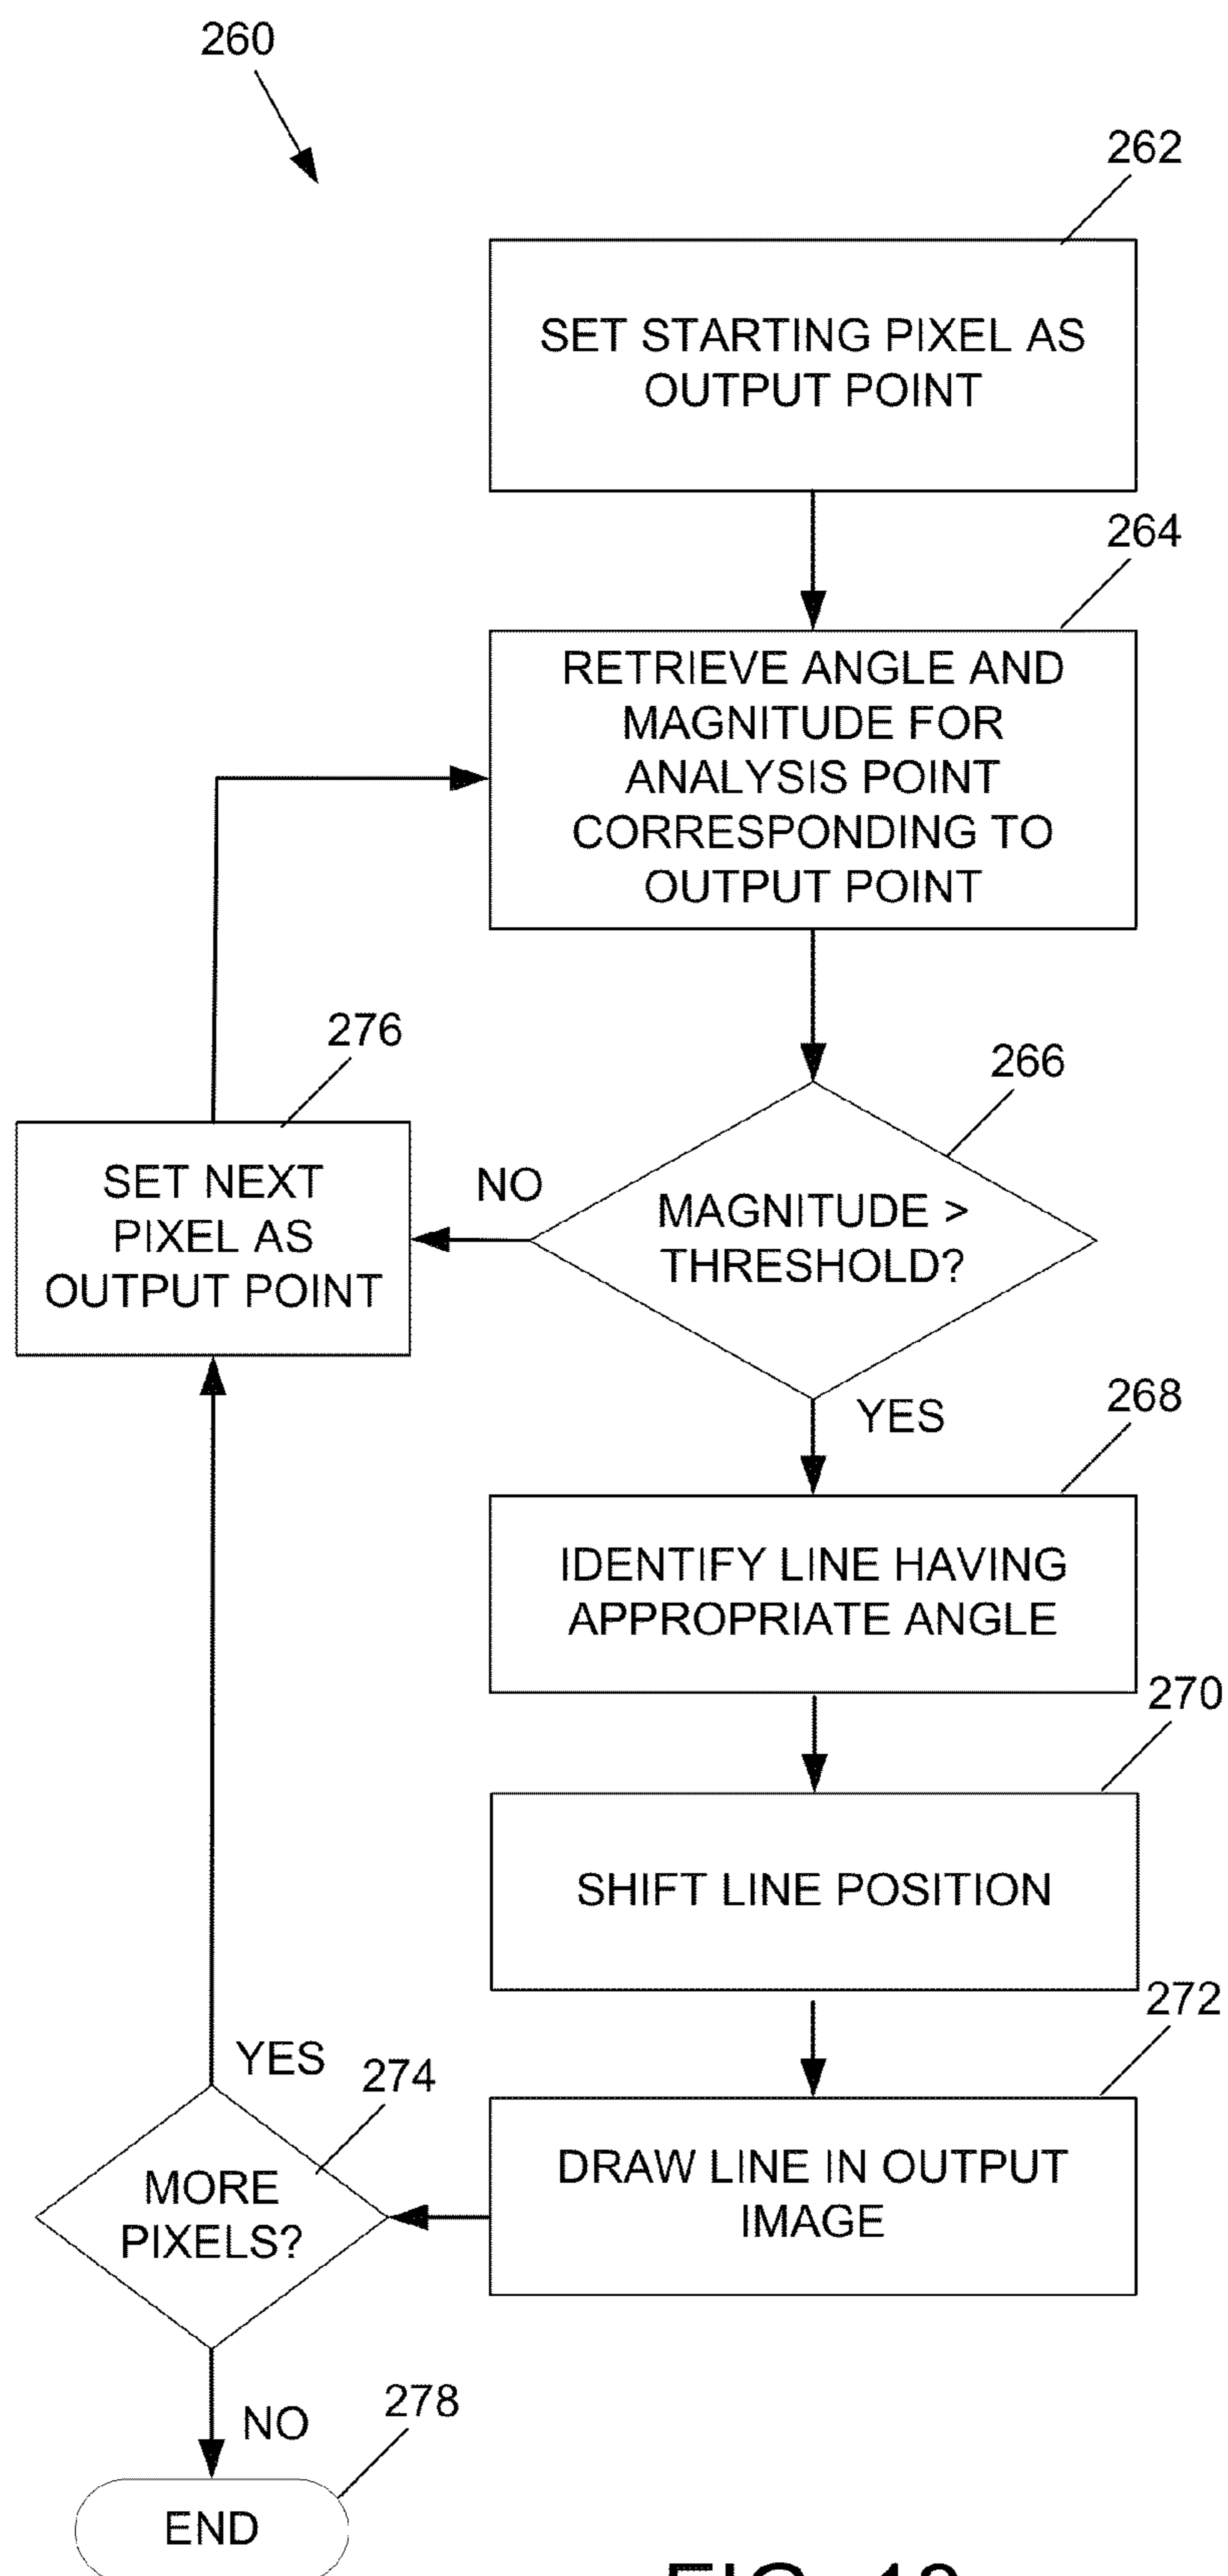 260
262
SET STARTING PIXEL AS
OUTPUT POINT
264
RETRIEVE ANGLE AND
MAGNITUDE FOR
ANALYSIS POINT
CORRESPONDING TO
OUTPUT POINT
276
266
SET NEXT
PIXEL AS
OUTPUT POINT
NO
MAGNITUDE >
THRESHOLD?
YES
268
IDENTIFY LINE HAVING
APPROPRIATE ANGLE
270
SHIFT LINE POSITION
272
YES
274
DRAW LINE IN OUTPUT
IMAGE
MORE
PIXELS?
NO
278
END